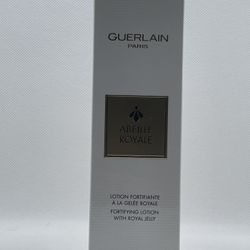 GUERLAIN
PARIS
ABEILLE
ROYALE
LOTION FORTIFIANTE
À LA GELÉE ROYALE
FORTIFYING LOTION
WITH ROYAL JELLY